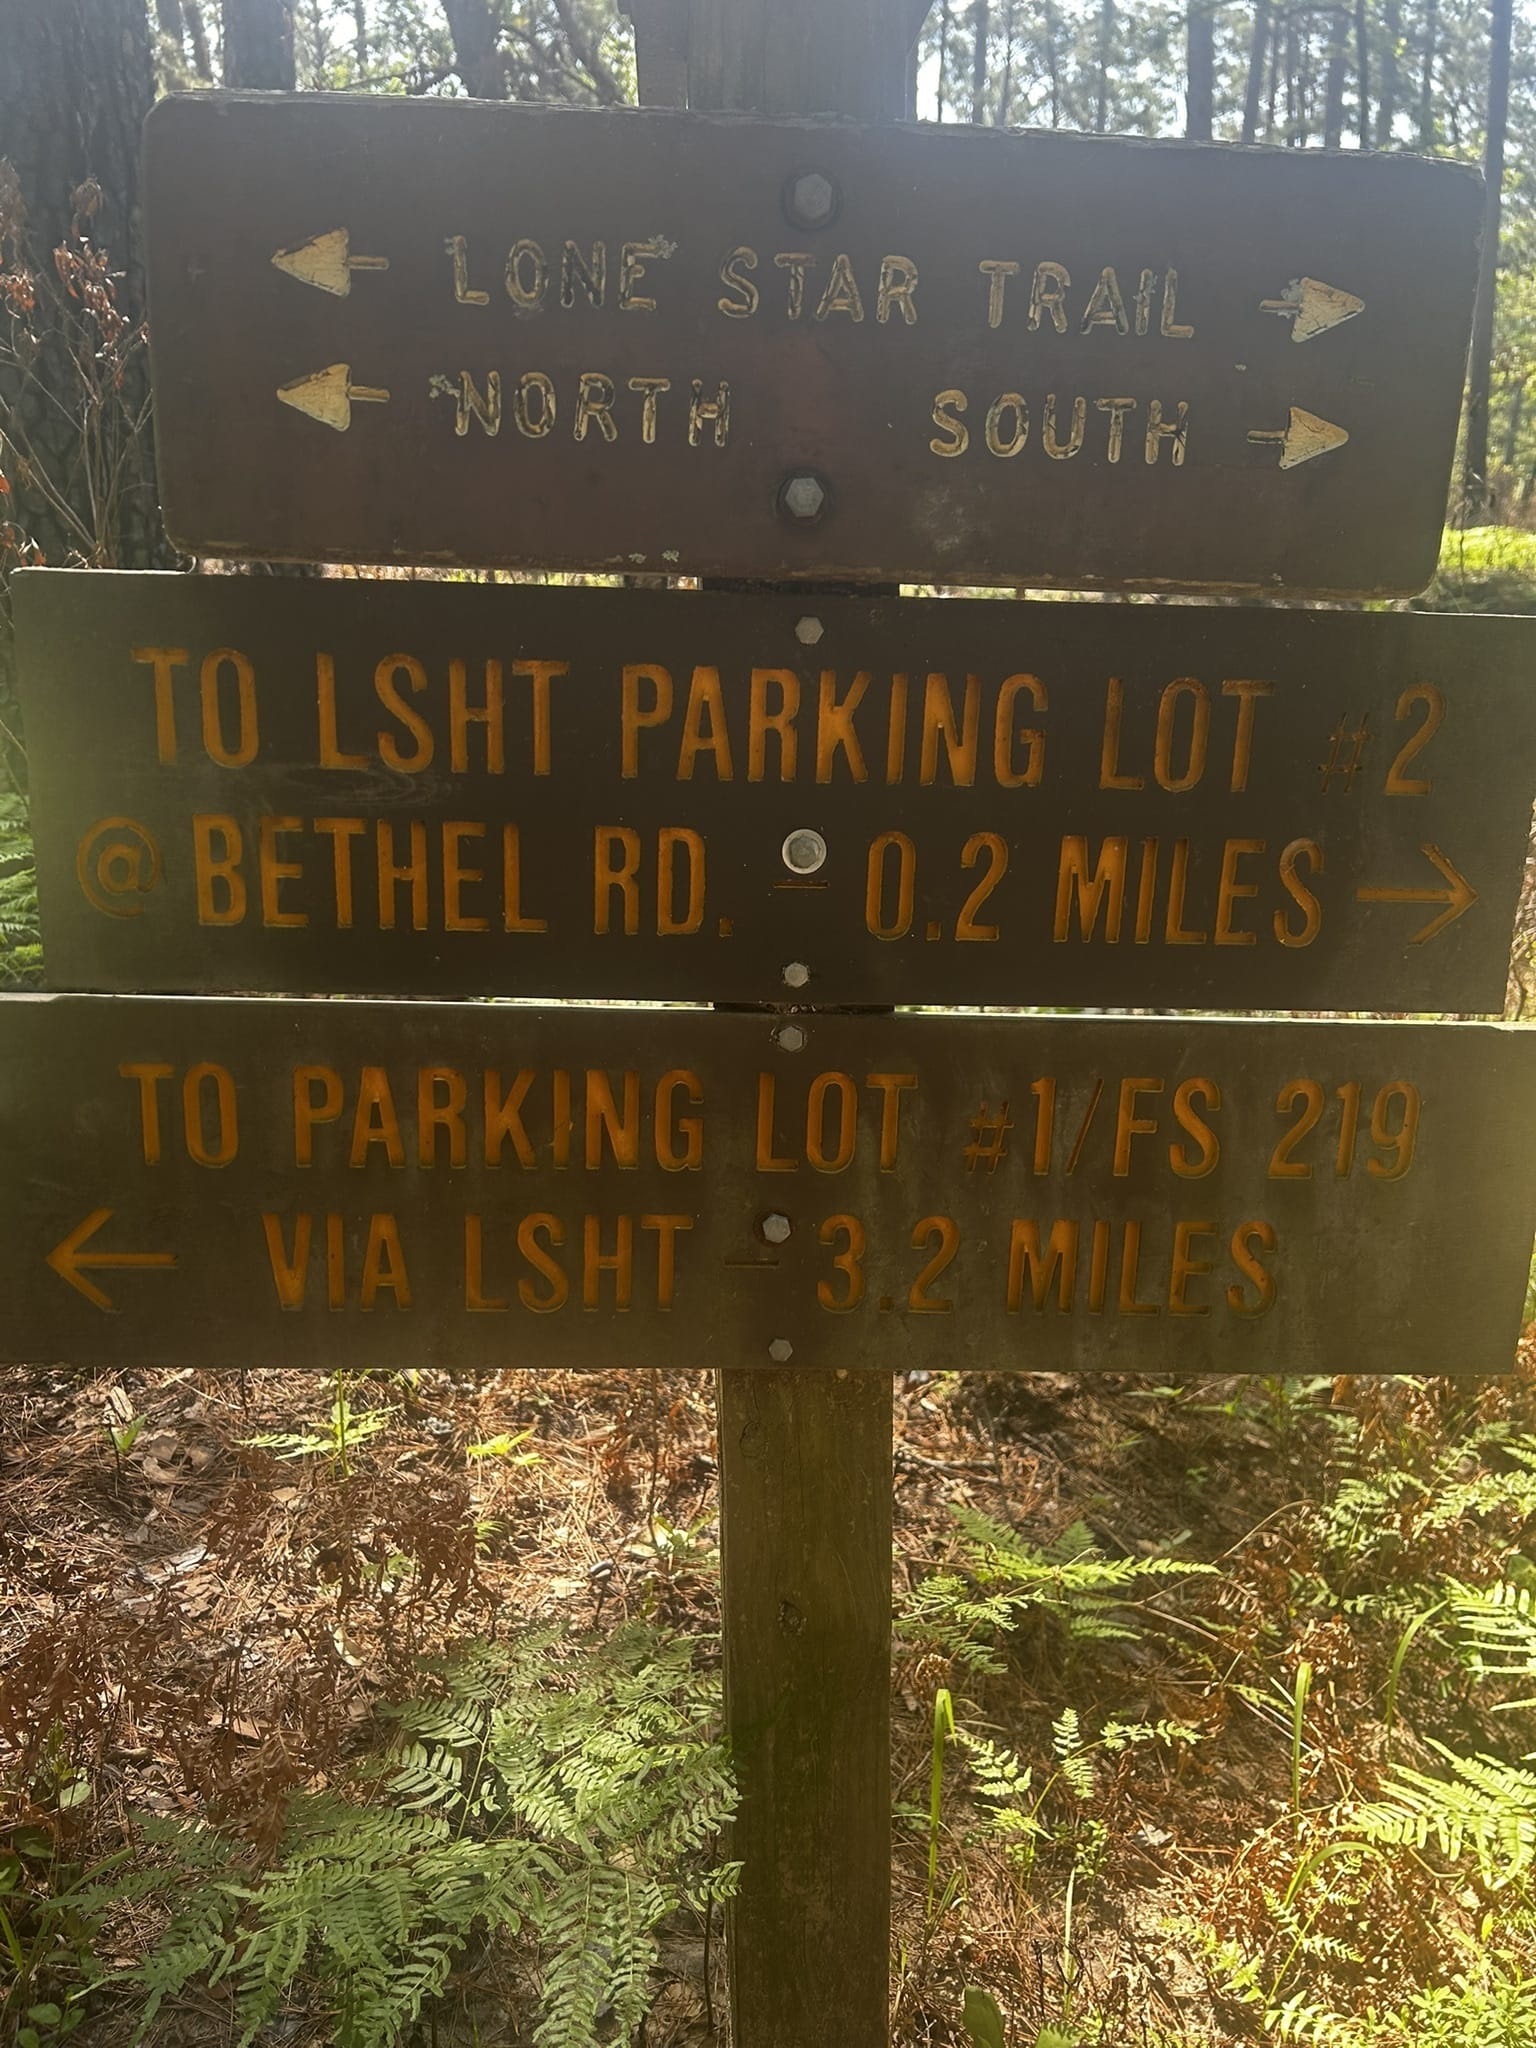 ← LONE STAR TRAIL →
← NORTH SOUTH →
TO LSHT PARKING LOT #2
@ BETHEL RD. - 0.2 MILES →
TO PARKING LOT #1/FS 219
← VIA LSHT - 3.2 MILES